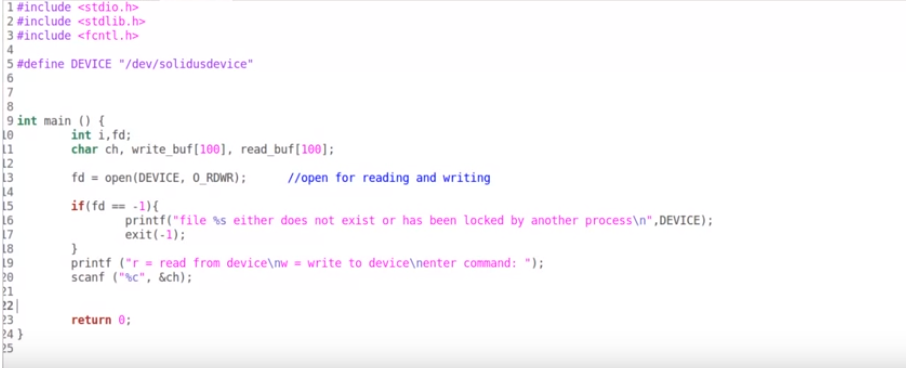 1 #include <stdio.h>
2 #include <stdlib.h>
3 #include <fcntl.h>
4
5 #define DEVICE "/dev/solidusdevice"
6
7
8
9 int main () {
10 int i,fd;
11 char ch, write_buf[100], read_buf[100];
12
13 fd = open(DEVICE, O_RDWR); //open for reading and writing
14
15 if(fd == -1){
16 printf("file %s either does not exist or has been locked by another process\n",DEVICE);
17 exit(-1);
18 }
19 printf ("r = read from device\nw = write to device\nenter command: ");
20 scanf ("%c", &ch);
21
22
23 return 0;
24 }
25